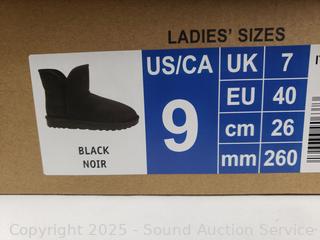 LADIES' SIZES
US/CA
9
UK 7
EU 40
cm 26
mm 260
BLACK
NOIR
Copyright 2025 - Sound Auction Service